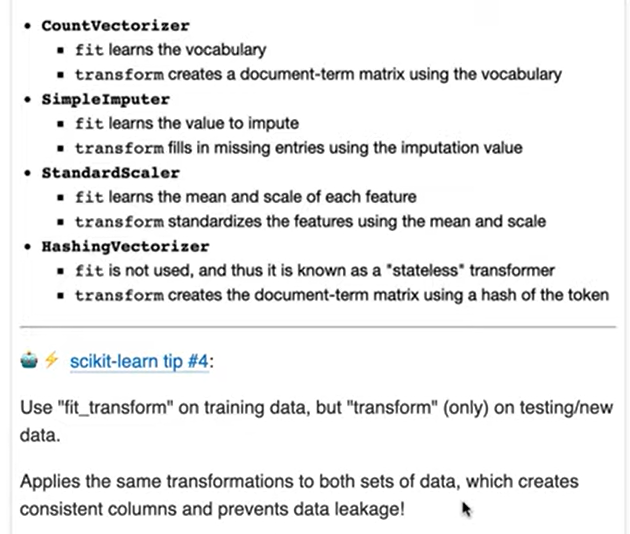 • CountVectorizer
▪ fit learns the vocabulary
▪ transform creates a document-term matrix using the vocabulary
• SimpleImputer
▪ fit learns the value to impute
▪ transform fills in missing entries using the imputation value
• StandardScaler
▪ fit learns the mean and scale of each feature
▪ transform standardizes the features using the mean and scale
• HashingVectorizer
▪ fit is not used, and thus it is known as a "stateless" transformer
▪ transform creates the document-term matrix using a hash of the token
🤖⚡ scikit-learn tip #4:
Use "fit_transform" on training data, but "transform" (only) on testing/new
data.
Applies the same transformations to both sets of data, which creates
consistent columns and prevents data leakage!